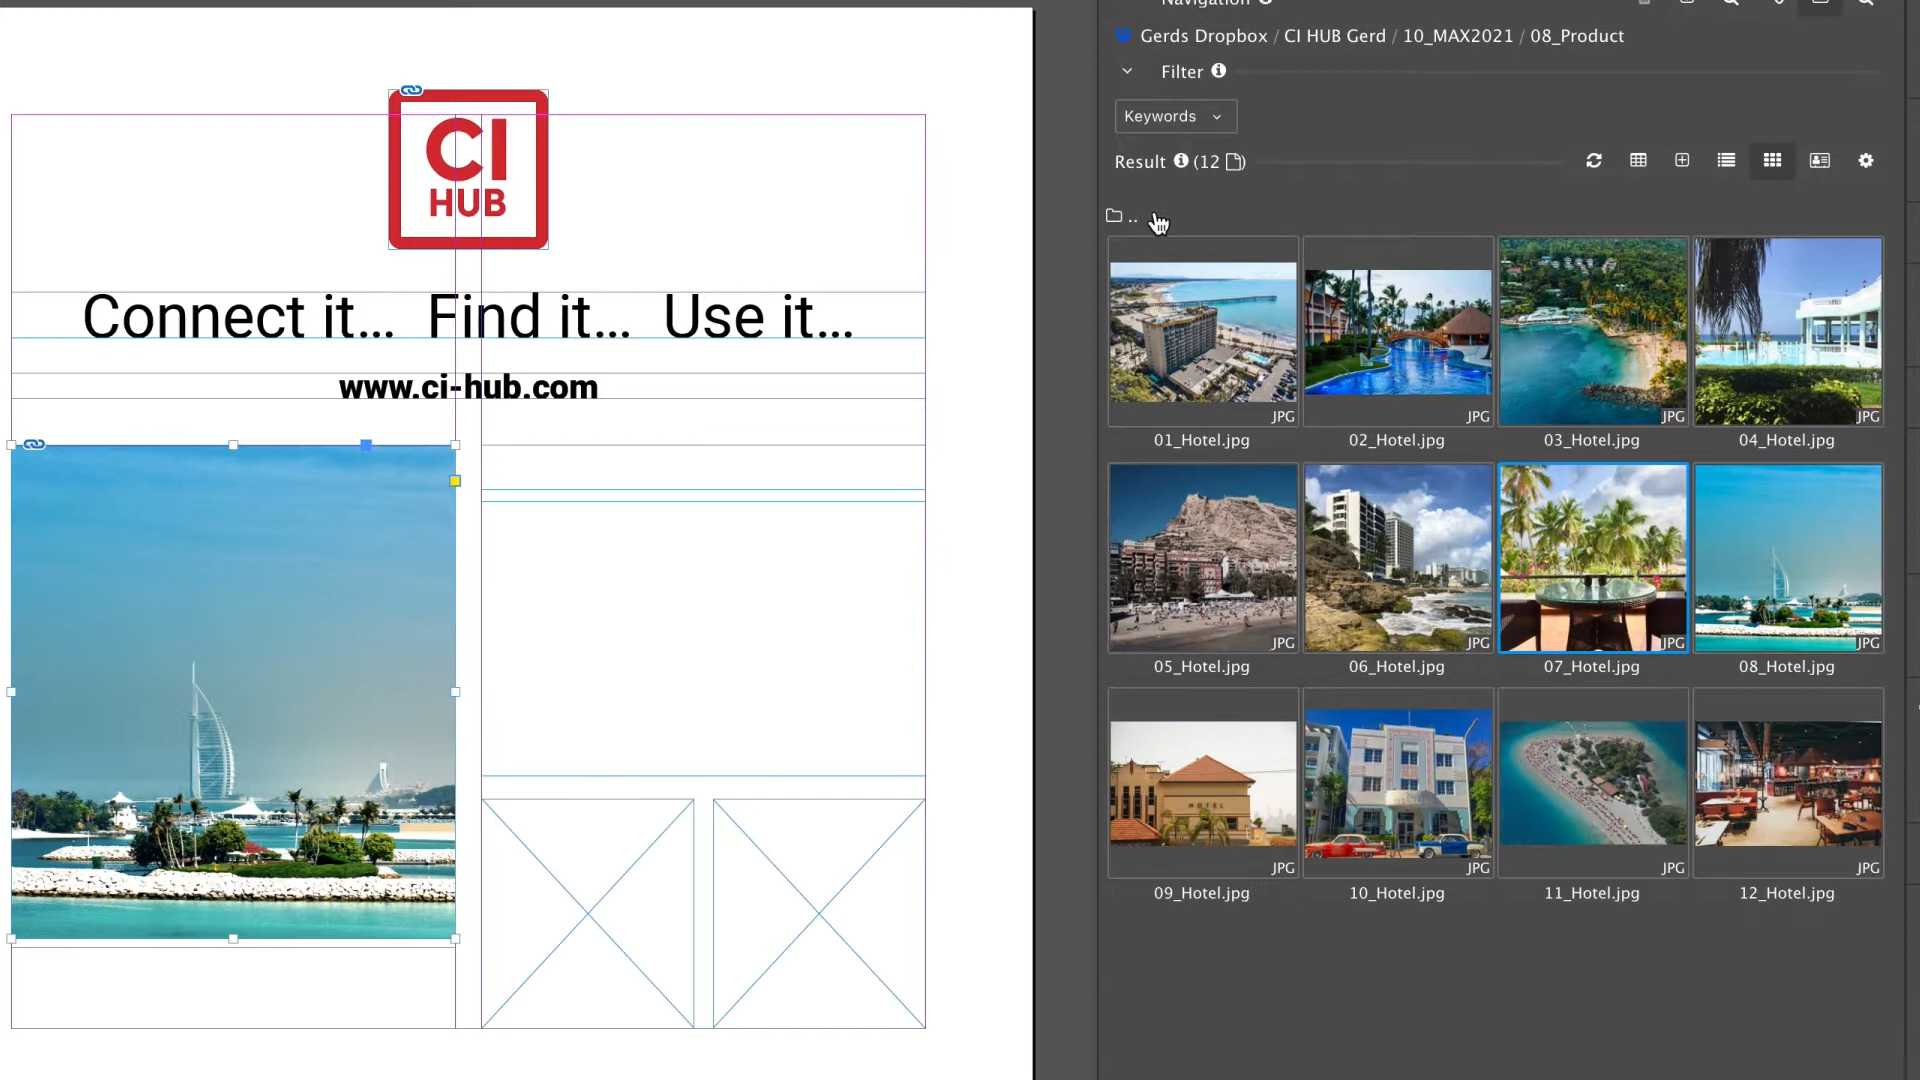 Navigation
Gerds Dropbox / CI HUB Gerd / 10_MAX2021 / 08_Product
Filter
Keywords
Result (12)
..
CI
HUB
Connect it... Find it... Use it...
www.ci-hub.com
JPG JPG JPG JPG
01_Hotel.jpg 02_Hotel.jpg 03_Hotel.jpg 04_Hotel.jpg
JPG JPG JPG JPG
05_Hotel.jpg 06_Hotel.jpg 07_Hotel.jpg 08_Hotel.jpg
HOTEL
JPG JPG JPG JPG
09_Hotel.jpg 10_Hotel.jpg 11_Hotel.jpg 12_Hotel.jpg